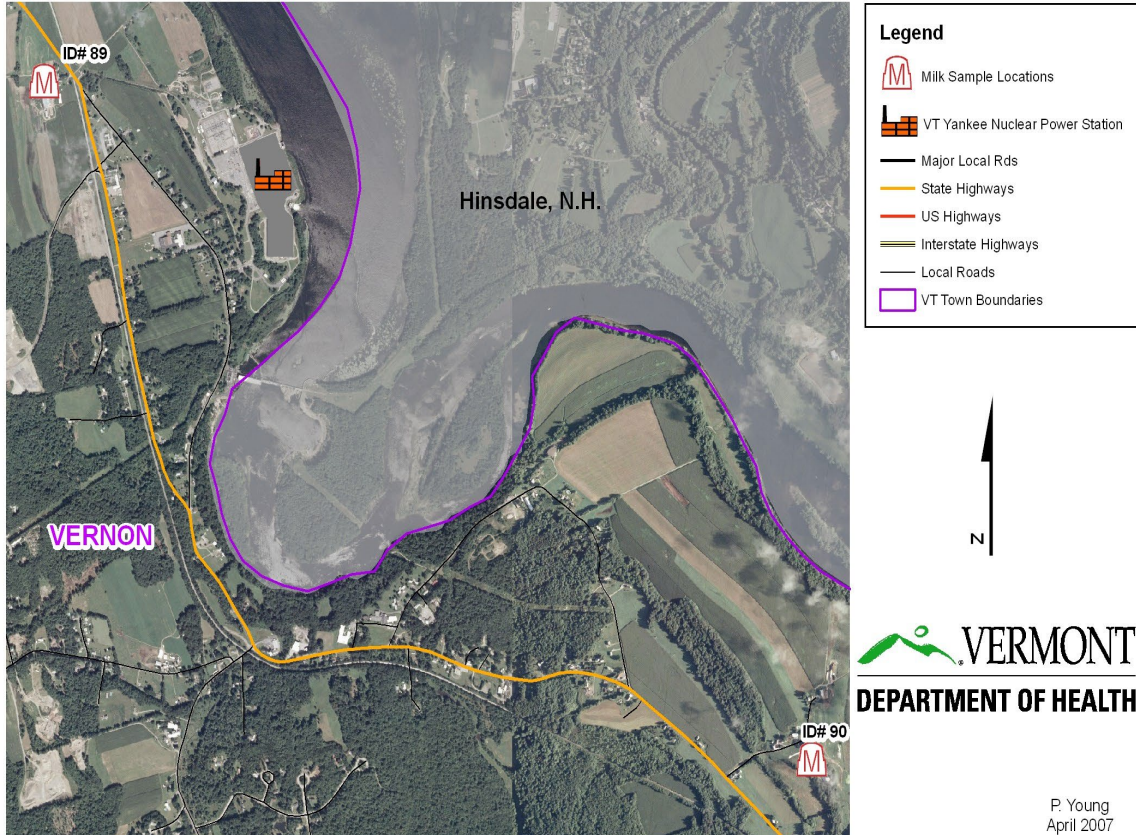 ID# 89
M
Hinsdale, N.H.
VERNON
ID# 90
M
Legend
M
Milk Sample Locations
VT Yankee Nuclear Power Station
Major Local Rds
State Highways
US Highways
Interstate Highways
Local Roads
VT Town Boundaries
N
VERMONT
DEPARTMENT OF HEALTH
P. Young
April 2007